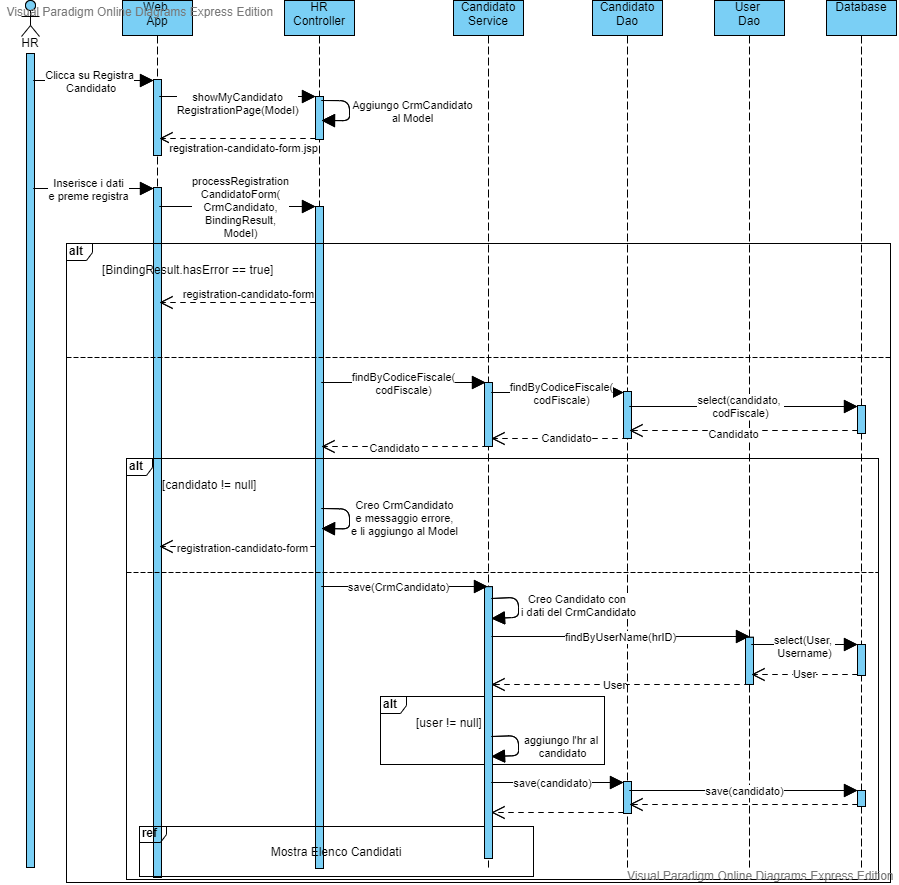 Visual Paradigm Online Diagrams Express Edition
HR
Web
App
HR
Controller
Candidato
Service
Candidato
Dao
User
Dao
Database
Clicca su Registra
Candidato
showMyCandidato
RegistrationPage(Model)
Aggiungo CrmCandidato
al Model
registration-candidato-form.jsp
Inserisce i dati
e preme registra
processRegistration
CandidatoForm(
CrmCandidato,
BindingResult,
Model)
alt
[BindingResult.hasError == true]
registration-candidato-form
findByCodiceFiscale(
codFiscale)
findByCodiceFiscale(
codFiscale)
select(candidato,
codFiscale)
Candidato
Candidato
Candidato
alt
[candidato != null]
Creo CrmCandidato
e messaggio errore,
e li aggiungo al Model
registration-candidato-form
save(CrmCandidato)
Creo Candidato con
i dati del CrmCandidato
findByUserName(hrID)
select(User,
Username)
User
User
alt
[user != null]
aggiungo l'hr al
candidato
save(candidato)
save(candidato)
ref
Mostra Elenco Candidati
Visual Paradigm Online Diagrams Express Edition